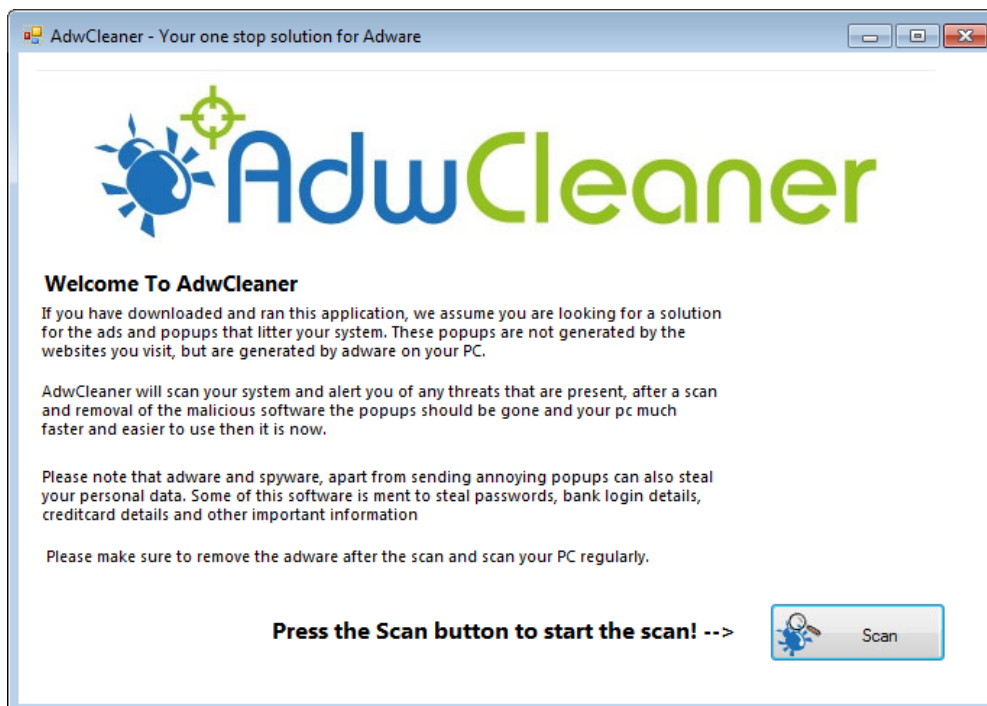 AdwCleaner - Your one stop solution for Adware
AdwCleaner
Welcome To AdwCleaner
If you have downloaded and ran this application, we assume you are looking for a solution
for the ads and popups that litter your system. These popups are not generated by the
websites you visit, but are generated by adware on your PC.
AdwCleaner will scan your system and alert you of any threats that are present, after a scan
and removal of the malicious software the popups should be gone and your pc much
faster and easier to use then it is now.
Please note that adware and spyware, apart from sending annoying popups can also steal
your personal data. Some of this software is ment to steal passwords, bank login details,
creditcard details and other important information
Please make sure to remove the adware after the scan and scan your PC regularly.
Press the Scan button to start the scan! -->
Scan